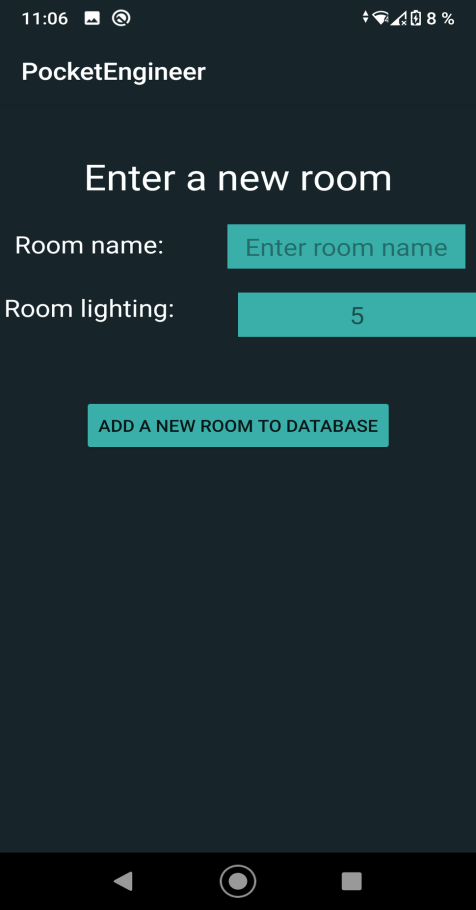 11:06 8 %
PocketEngineer
Enter a new room
Room name: Enter room name
Room lighting: 5
ADD A NEW ROOM TO DATABASE